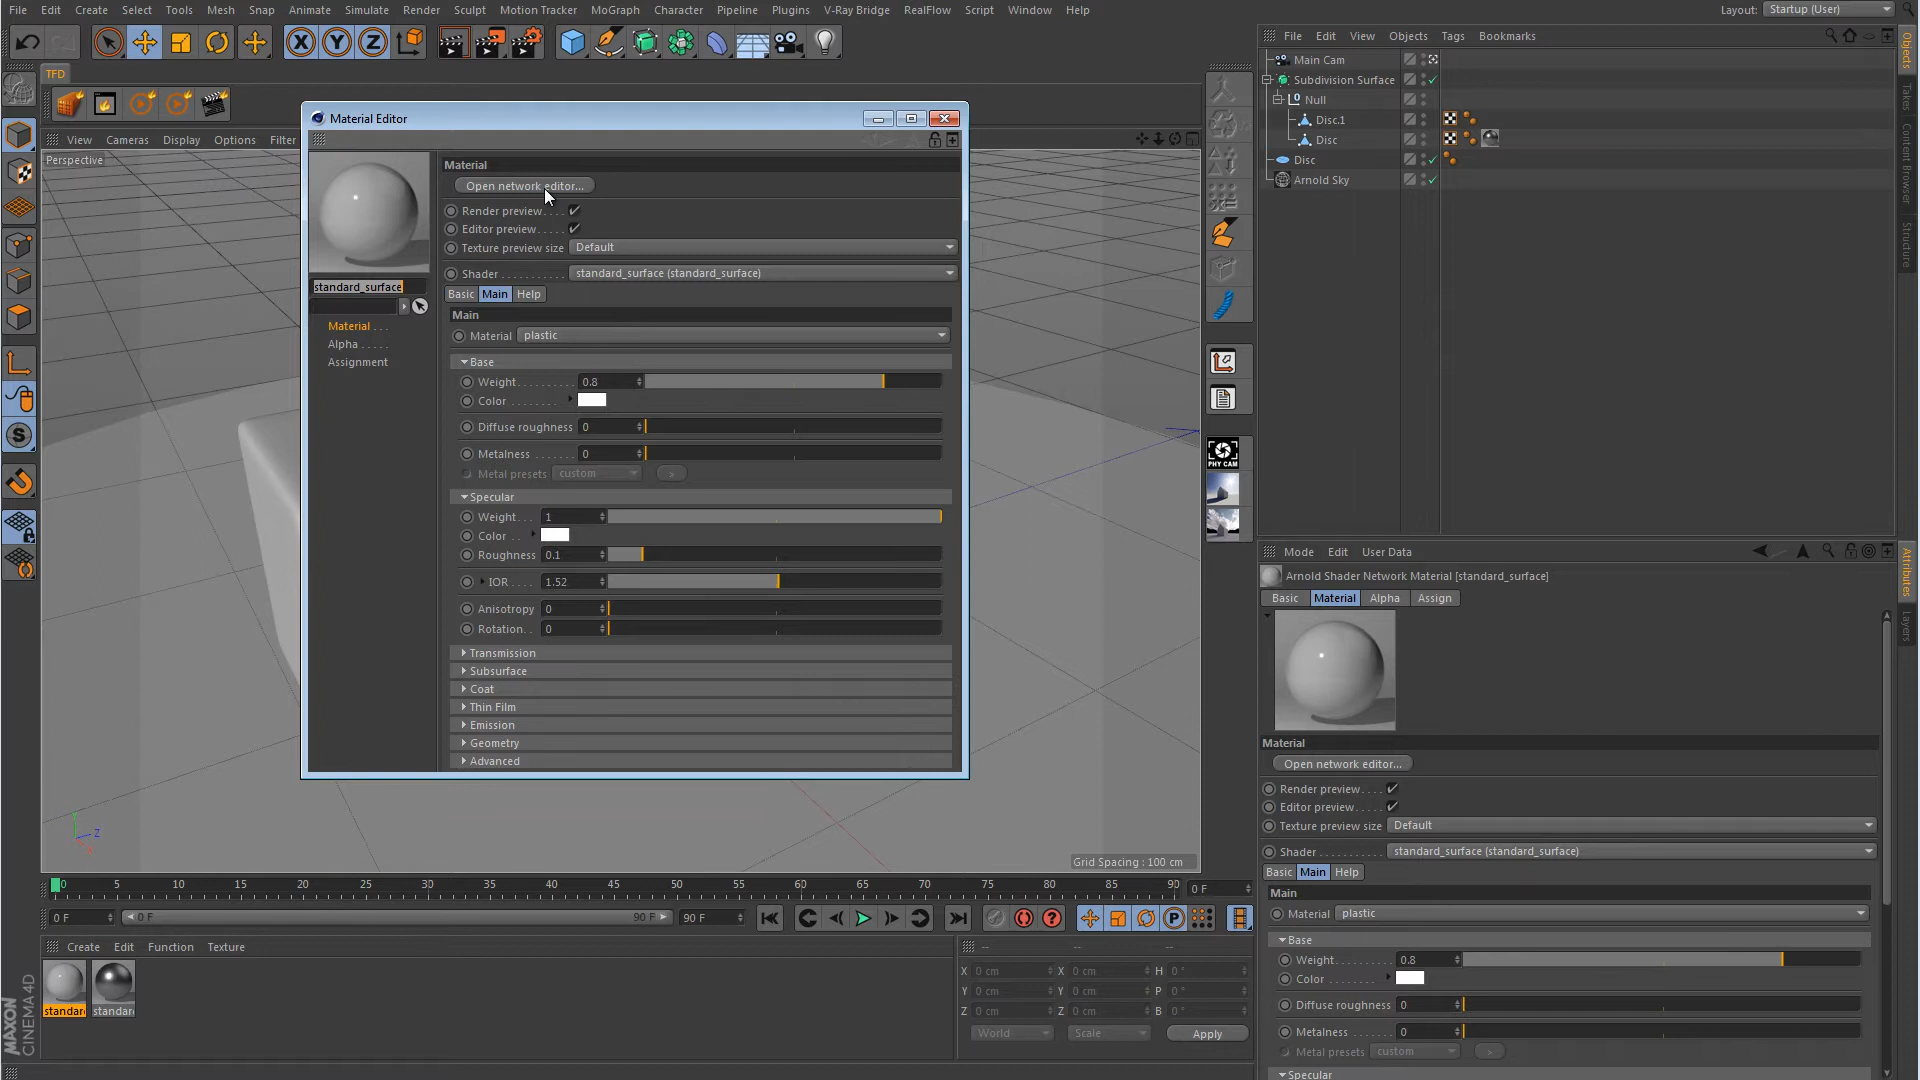 File Edit Create Select Tools Mesh Snap Animate Simulate Render Sculpt Motion Tracker MoGraph Character Pipeline Plugins V-Ray Bridge RealFlow Script Window Help Layout: Startup (User)
TFD
View Cameras Display Options Filter
Perspective
Material Editor
Material
Open network editor...
Render preview
Editor preview
Texture preview size Default
Shader standard_surface (standard_surface)
Basic Main Help
Main
Material plastic
Base
Weight 0.8
Color
Diffuse roughness 0
Metalness 0
Metal presets custom >
Specular
Weight 1
Color
Roughness 0.1
IOR 1.52
Anisotropy 0
Rotation 0
Transmission
Subsurface
Coat
Thin Film
Emission
Geometry
Advanced
standard_surface
Material
Alpha
Assignment
X Y Z
PHY CAM
Z
Grid Spacing : 100 cm
0 5 10 15 20 25 30 35 40 45 50 55 60 65 70 75 80 85 90 0 F
0 F 0 F 90 F 90 F
Create Edit Function Texture
standard
standard
MAXON CINEMA 4D
-- -- --
X 0 cm X 0 cm H 0 °
Y 0 cm Y 0 cm P 0 °
Z 0 cm Z 0 cm B 0 °
World Scale Apply
File Edit View Objects Tags Bookmarks
Main Cam
Subdivision Surface
Null
Disc.1
Disc
Disc
Arnold Sky
Objects
Takes
Content Browser
Structure
Mode Edit User Data
Arnold Shader Network Material [standard_surface]
Basic Material Alpha Assign
Material
Open network editor...
Render preview
Editor preview
Texture preview size Default
Shader standard_surface (standard_surface)
Basic Main Help
Main
Material plastic
Base
Weight 0.8
Color
Diffuse roughness 0
Metalness 0
Metal presets custom >
Specular
Attributes
Layers